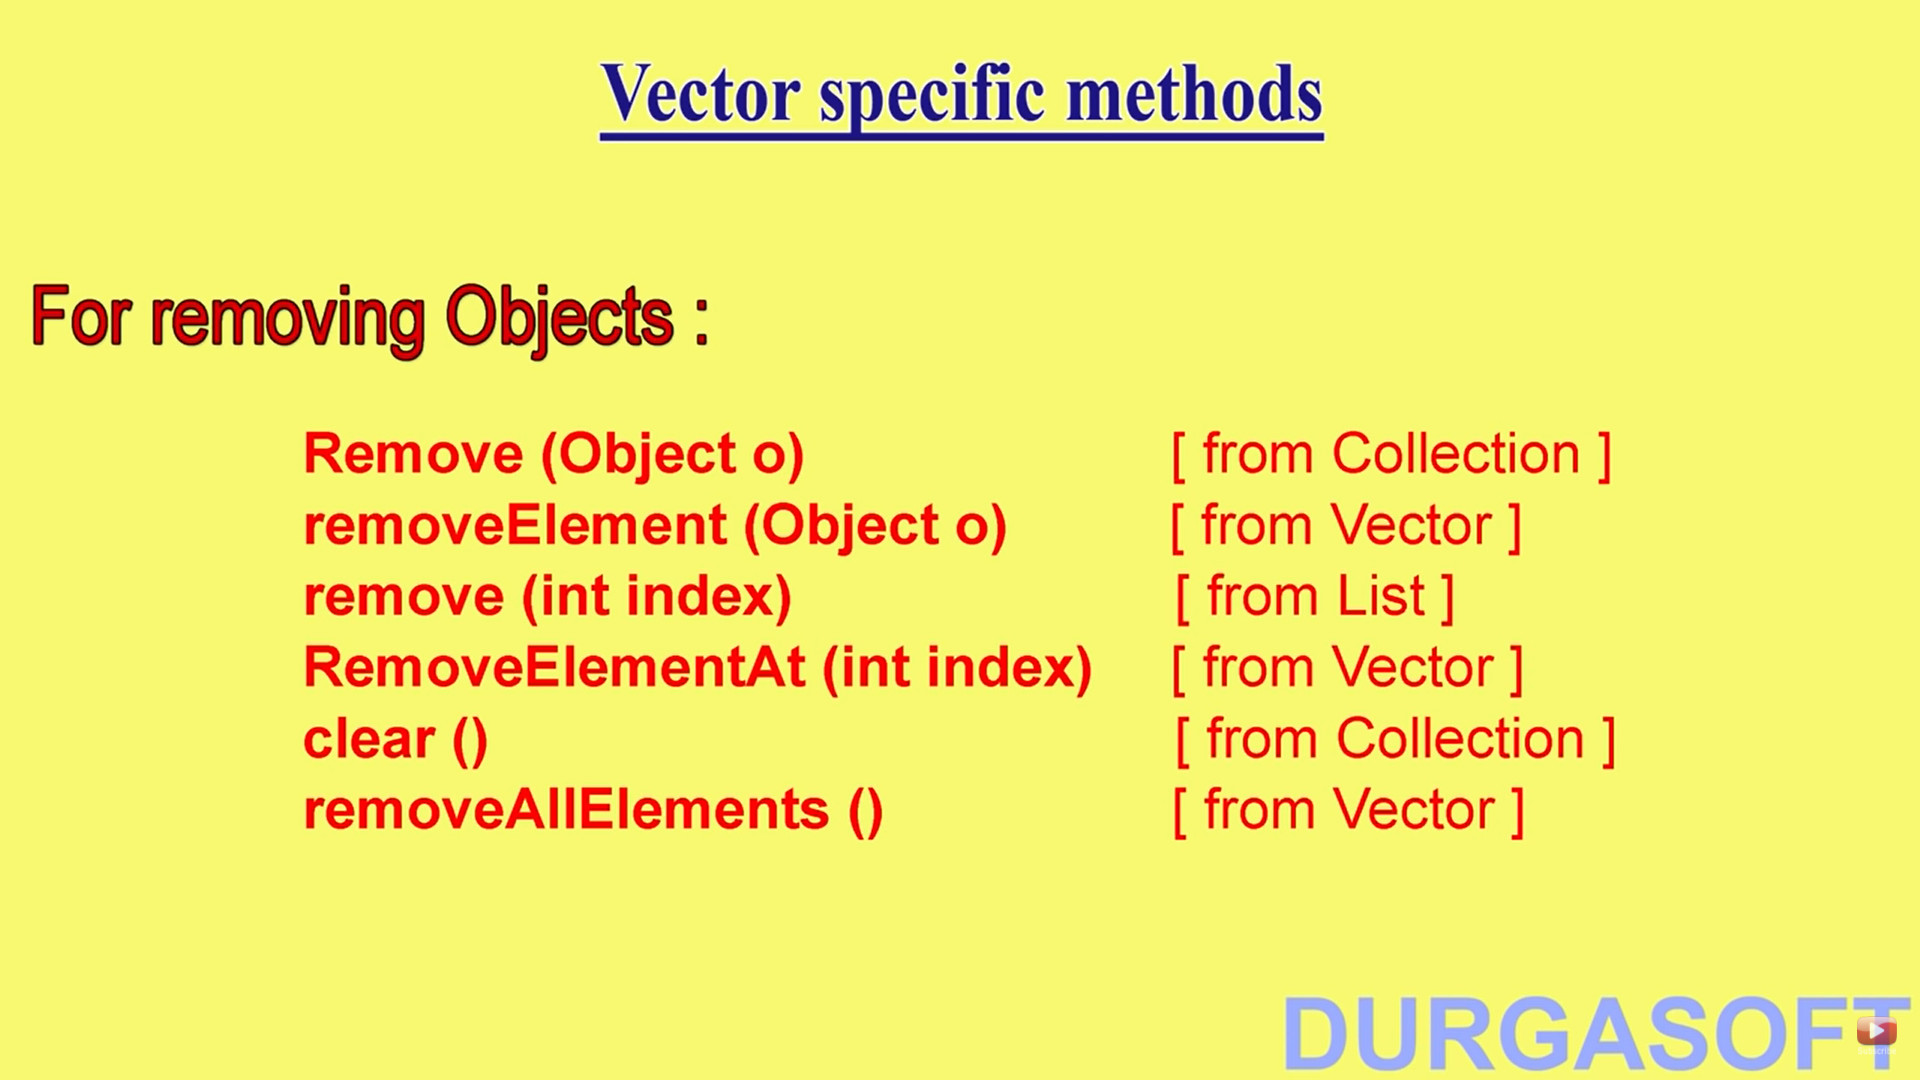 Vector specific methods
For removing Objects :
Remove (Object o) [ from Collection ]
removeElement (Object o) [ from Vector ]
remove (int index) [ from List ]
RemoveElementAt (int index) [ from Vector ]
clear () [ from Collection ]
removeAllElements () [ from Vector ]
DURGASOFT
Subscribe